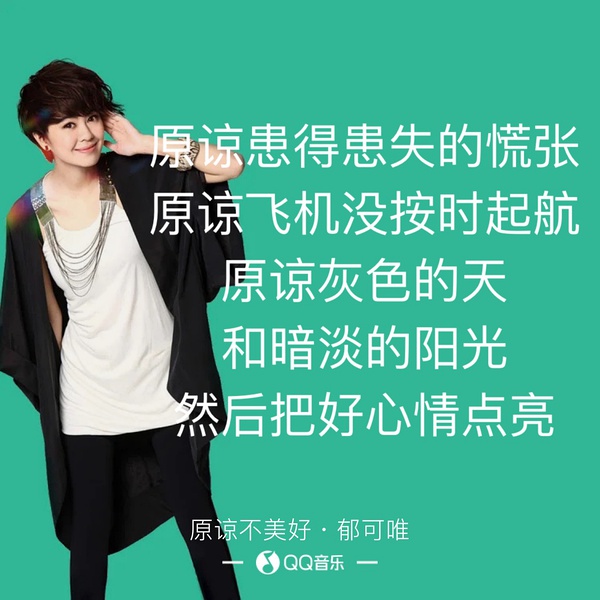 原谅患得患失的慌张
原谅飞机没按时起航
原谅灰色的天
和暗淡的阳光
然后把好心情点亮
原谅不美好·郁可唯
QQ音乐